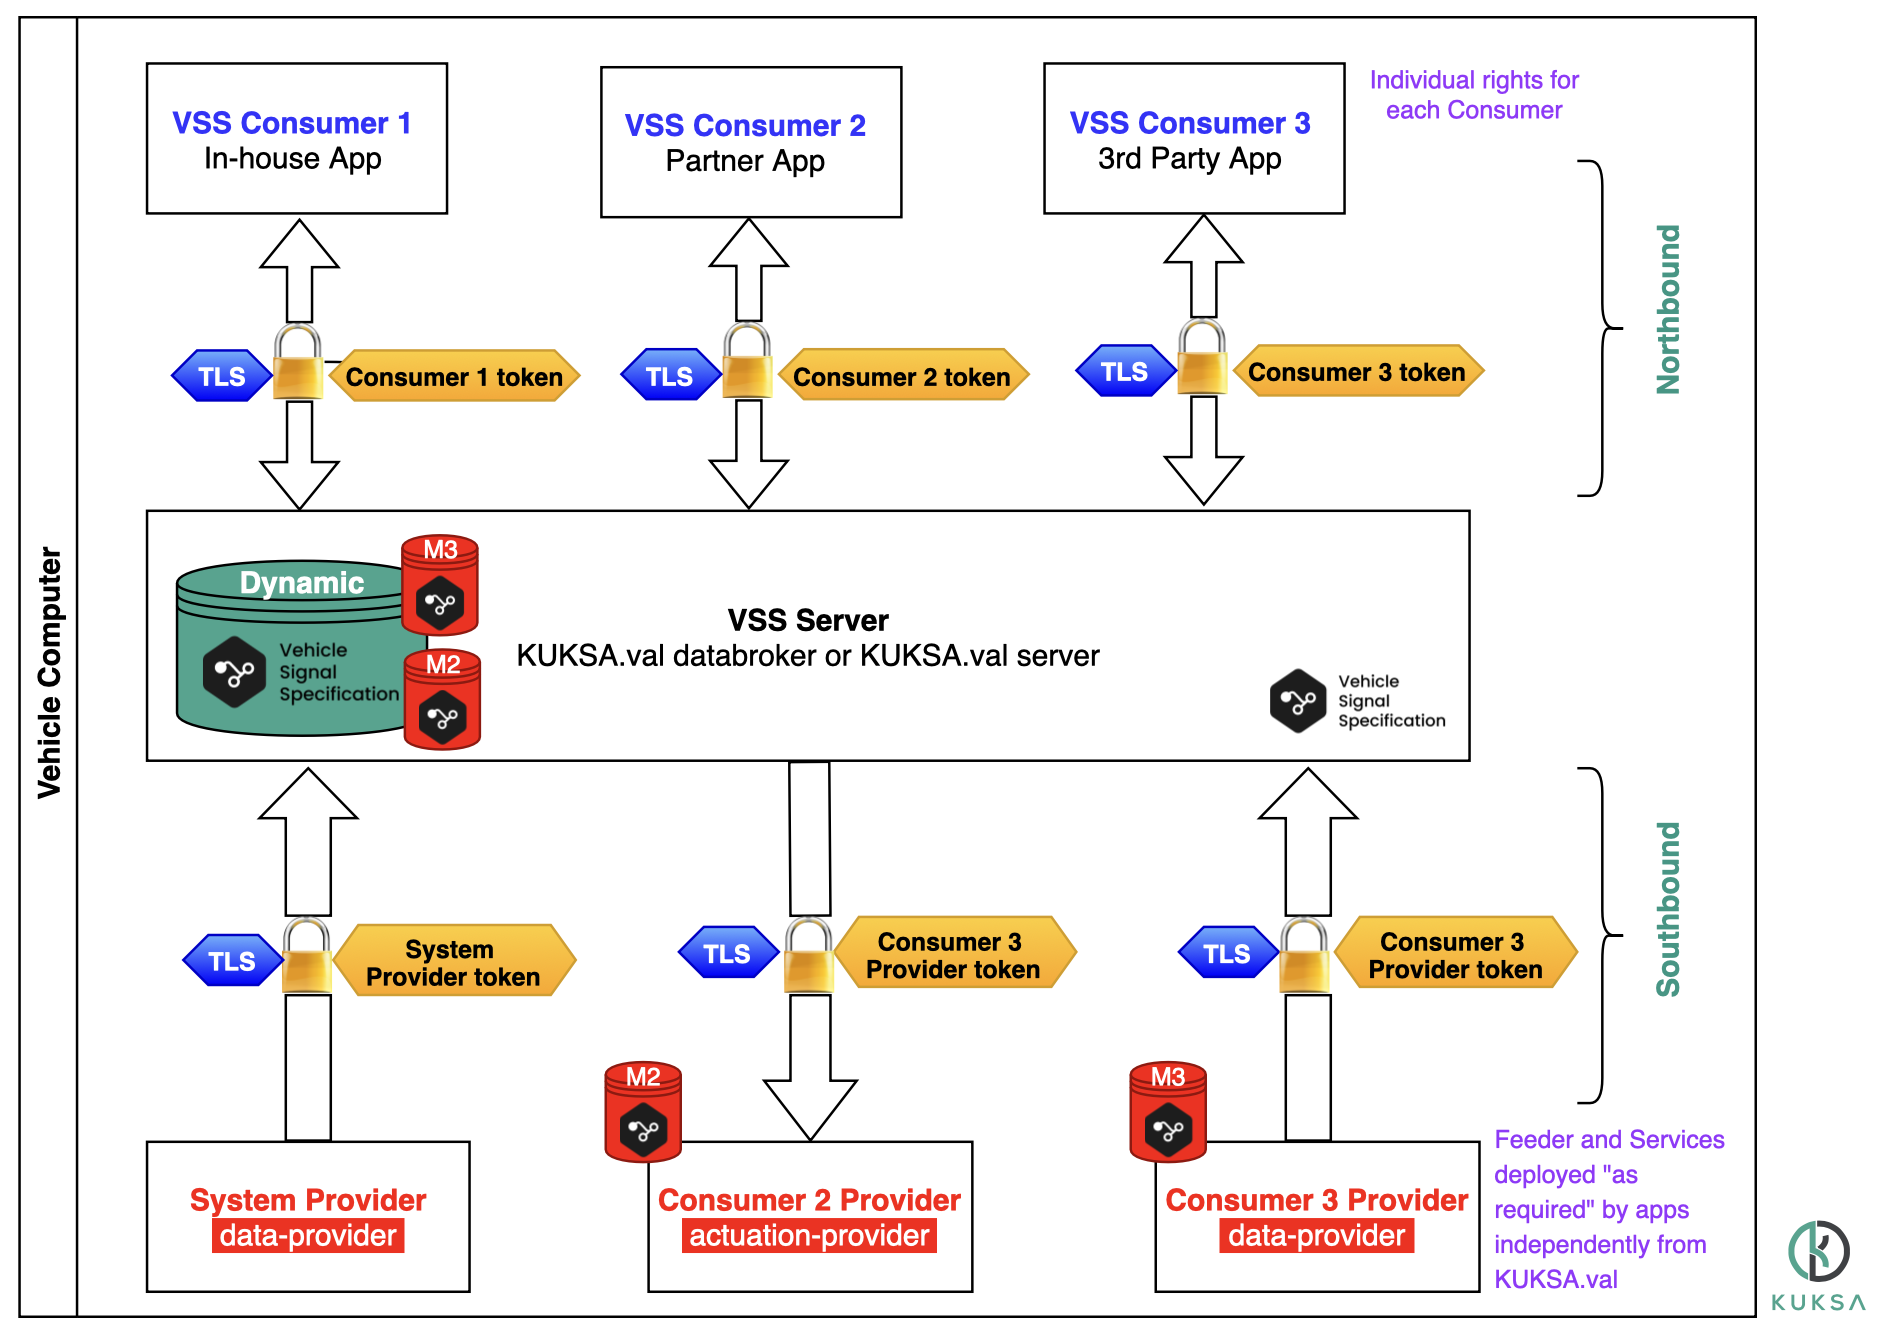 VSS Consumer 1
In-house App
VSS Consumer 2
Partner App
VSS Consumer 3
3rd Party App
Individual rights for
each Consumer
TLS
Consumer 1 token
TLS
Consumer 2 token
TLS
Consumer 3 token
Northbound
Vehicle Computer
Dynamic
Vehicle
Signal
Specification
M3
M2
VSS Server
KUKSA.val databroker or KUKSA.val server
Vehicle
Signal
Specification
TLS
System
Provider token
TLS
Consumer 3
Provider token
TLS
Consumer 3
Provider token
Southbound
System Provider
data-provider
M2
Consumer 2 Provider
actuation-provider
M3
Consumer 3 Provider
data-provider
Feeder and Services
deployed "as
required" by apps
independently from
KUKSA.val
KUKSA